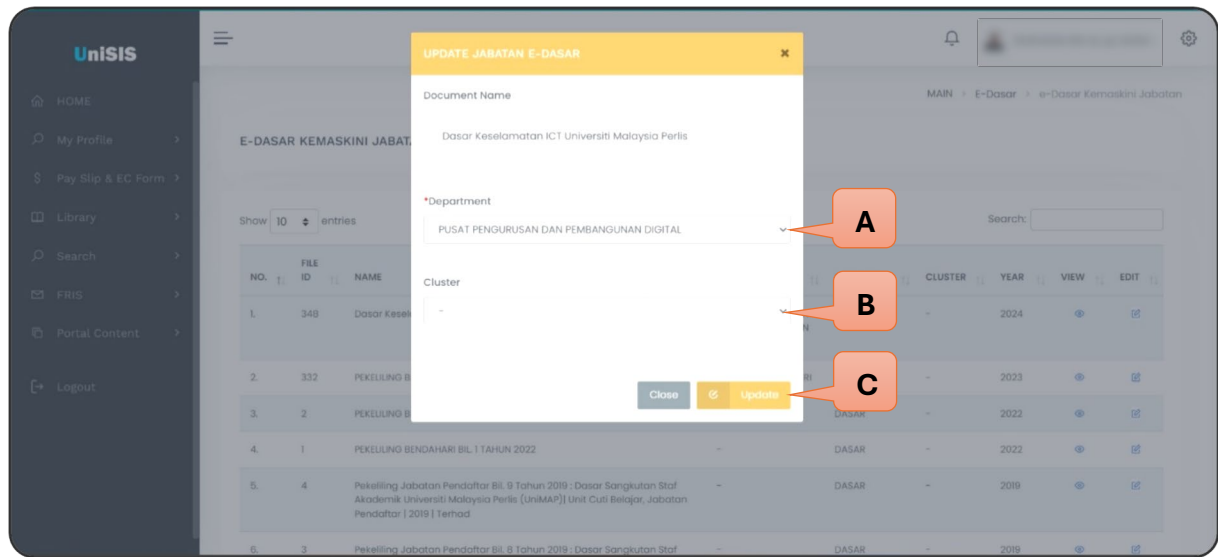 UniSIS
HOME
My Profile
Pay Slip & EC Form
Library
Search
FRIS
Portal Content
Logout
MAIN E-Dasar e-Dasar Kemaskini Jabatan
E-DASAR KEMASKINI JABAT
Show 10 entries
Search:
UPDATE JABATAN E-DASAR
Document Name
Dasar Keselamatan ICT Universiti Malaysia Perlis
*Department
PUSAT PENGURUSAN DAN PEMBANGUNAN DIGITAL
Cluster
-
Close Update
A
B
C
NO. FILE ID NAME CLUSTER YEAR VIEW EDIT
1. 348 Dasar Kesel - 2024
2. 332 PEKELILING B - 2023
3. 2 PEKELILING B DASAR - 2022
4. 1 PEKELILING BENDAHARI BIL. 1 TAHUN 2022 - DASAR - 2022
5. 4 Pekeliling Jabatan Pendaftar Bil. 9 Tahun 2019 : Dasar Sangkutan Staf - DASAR - 2019
Akademik Universiti Malaysia Perlis (UniMAP)| Unit Cuti Belajar, Jabatan
Pendaftar | 2019 | Terhad
6. 3 Pekeliling Jabatan Pendaftar Bil. 8 Tahun 2019 : Dasar Sangkutan Staf - DASAR - 2019